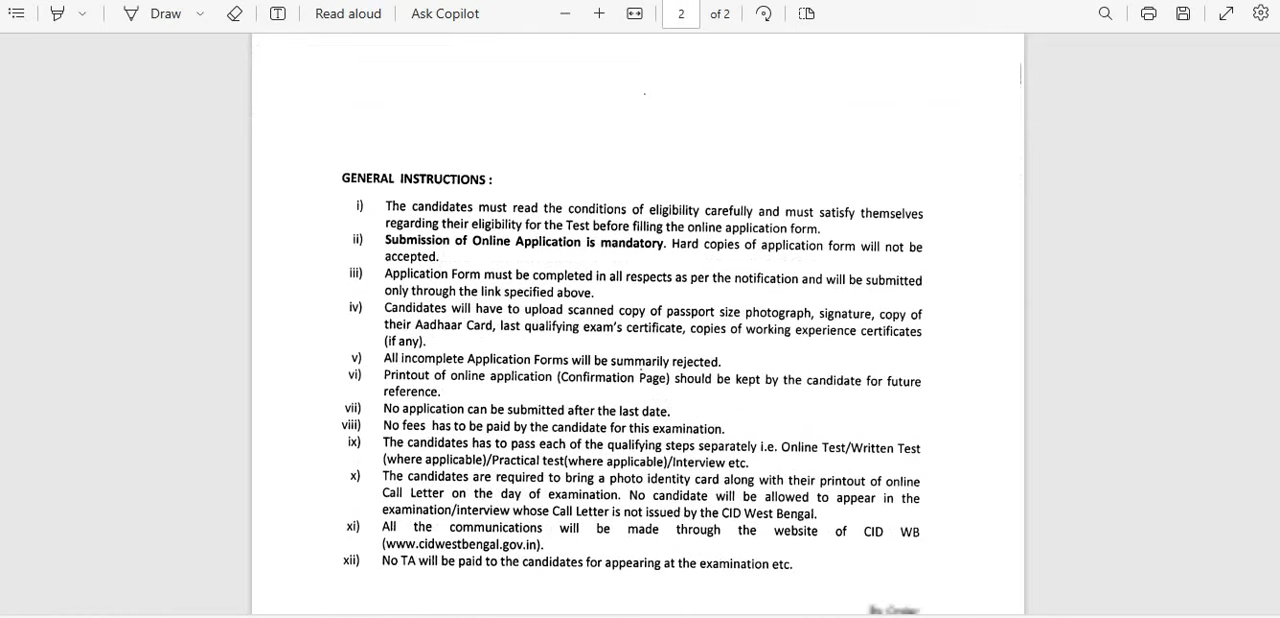 Draw
Read aloud
Ask Copilot
2 of 2
GENERAL INSTRUCTIONS :
i) The candidates must read the conditions of eligibility carefully and must satisfy themselves
regarding their eligibility for the Test before filling the online application form.
ii) Submission of Online Application is mandatory. Hard copies of application form will not be
accepted.
iii) Application Form must be completed in all respects as per the notification and will be submitted
only through the link specified above.
iv) Candidates will have to upload scanned copy of passport size photograph, signature, copy of
their Aadhaar Card, last qualifying exam's certificate, copies of working experience certificates
(if any).
v) All incomplete Application Forms will be summarily rejected.
vi) Printout of online application (Confirmation Page) should be kept by the candidate for future
reference.
vii) No application can be submitted after the last date.
viii) No fees has to be paid by the candidate for this examination.
ix) The candidates has to pass each of the qualifying steps separately i.e. Online Test/Written Test
(where applicable)/Practical test(where applicable)/Interview etc.
x) The candidates are required to bring a photo identity card along with their printout of online
Call Letter on the day of examination. No candidate will be allowed to appear in the
examination/interview whose Call Letter is not issued by the CID West Bengal.
xi) All the communications will be made through the website of CID WB
(www.cidwestbengal.gov.in).
xii) No TA will be paid to the candidates for appearing at the examination etc.